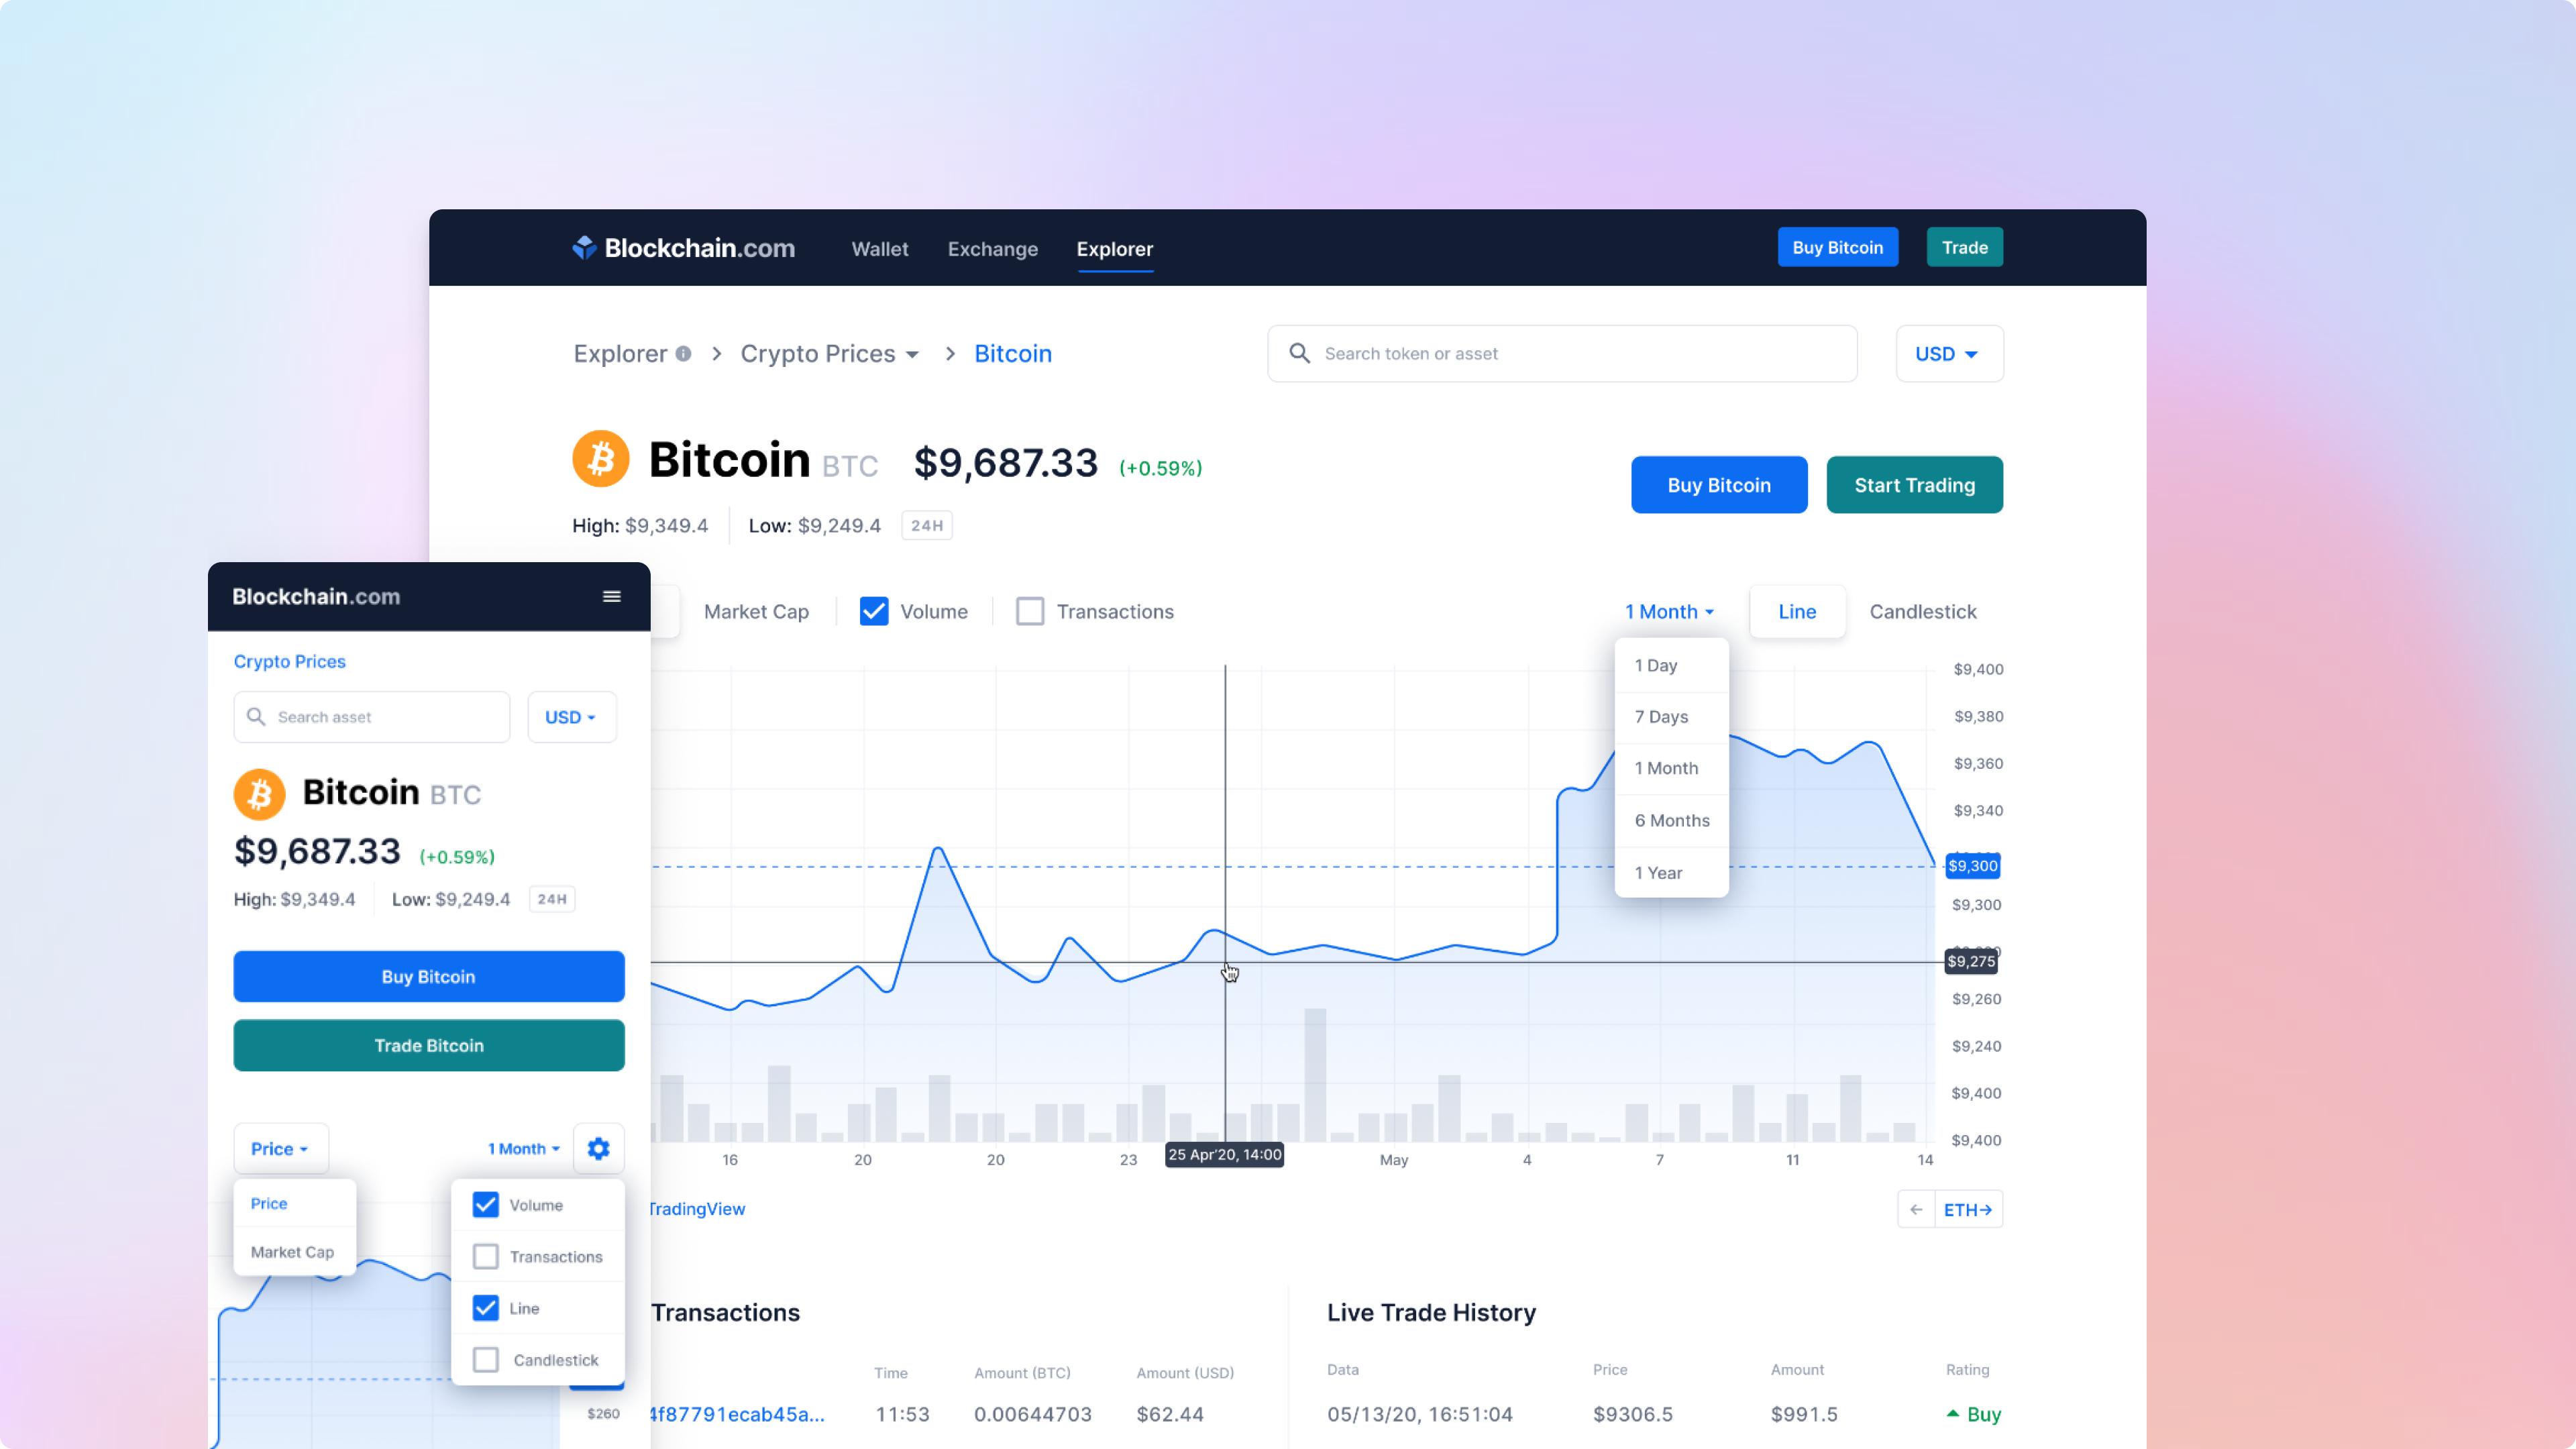 Blockchain.com Wallet Exchange Explorer Buy Bitcoin Trade
Explorer > Crypto Prices > Bitcoin Search token or asset USD
Bitcoin BTC $9,687.33 (+0.59%) Buy Bitcoin Start Trading
High: $9,349.4 Low: $9,249.4 24H
Market Cap Volume Transactions 1 Month Line Candlestick
1 Day
7 Days
1 Month
6 Months
1 Year
$9,400
$9,380
$9,360
$9,340
$9,300
$9,300
$9,275
$9,260
$9,240
$9,400
$9,400
16 20 20 23 25 Apr'20, 14:00 May 4 7 11 14
TradingView ETH→
Transactions
Time Amount (BTC) Amount (USD)
4f87791ecab45a... 11:53 0.00644703 $62.44
Live Trade History
Data Price Amount Rating
05/13/20, 16:51:04 $9306.5 $991.5 Buy
Blockchain.com
Crypto Prices
Search asset USD
Bitcoin BTC
$9,687.33 (+0.59%)
High: $9,349.4 Low: $9,249.4 24H
Buy Bitcoin
Trade Bitcoin
Price 1 Month
Price
Market Cap
Volume
Transactions
Line
Candlestick
$260